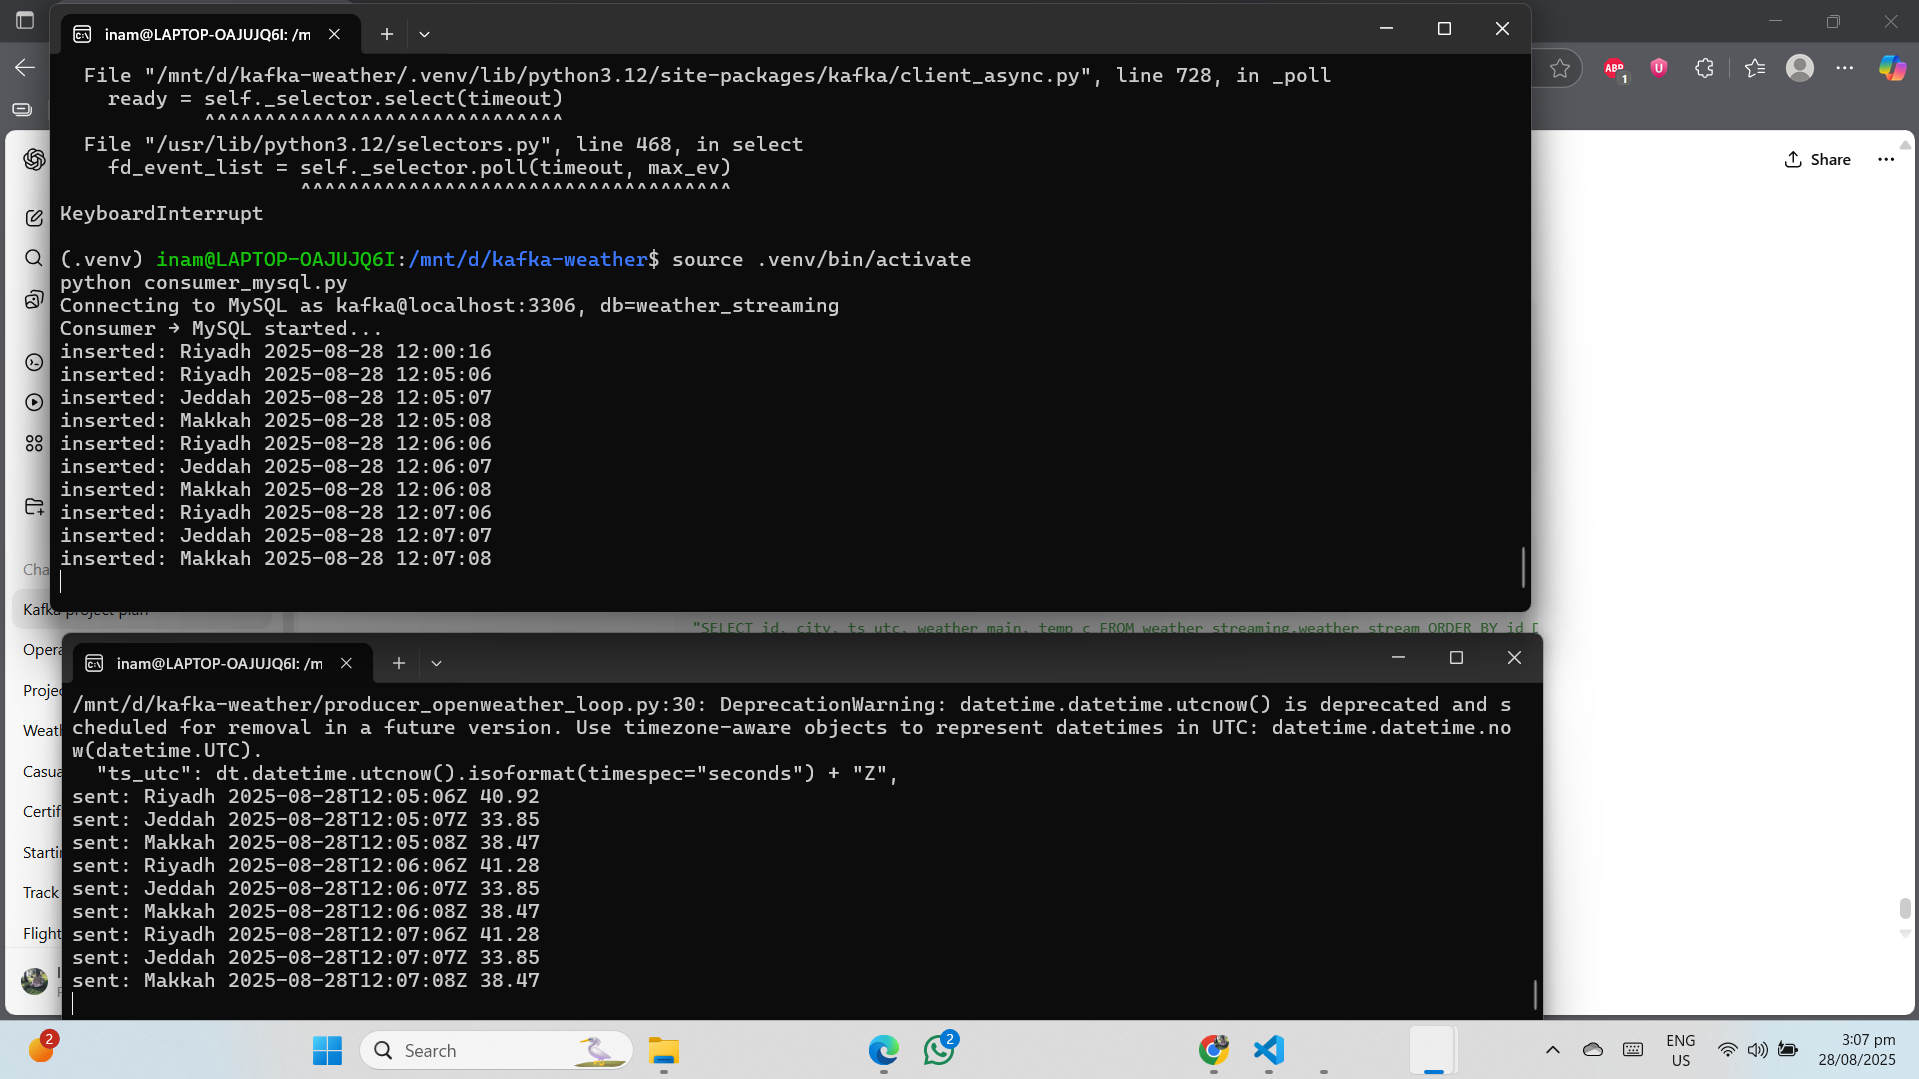 inam@LAPTOP-OAJUJQ6I: /m
File "/mnt/d/kafka-weather/.venv/lib/python3.12/site-packages/kafka/client_async.py", line 728, in _poll
ready = self._selector.select(timeout)
^^^^^^^^^^^^^^^^^^^^^^^^^^^^^^
File "/usr/lib/python3.12/selectors.py", line 468, in select
fd_event_list = self._selector.poll(timeout, max_ev)
^^^^^^^^^^^^^^^^^^^^^^^^^^^^^^^^^^^^
KeyboardInterrupt
(.venv) inam@LAPTOP-OAJUJQ6I:/mnt/d/kafka-weather$ source .venv/bin/activate
python consumer_mysql.py
Connecting to MySQL as kafka@localhost:3306, db=weather_streaming
Consumer → MySQL started...
inserted: Riyadh 2025-08-28 12:00:16
inserted: Riyadh 2025-08-28 12:05:06
inserted: Jeddah 2025-08-28 12:05:07
inserted: Makkah 2025-08-28 12:05:08
inserted: Riyadh 2025-08-28 12:06:06
inserted: Jeddah 2025-08-28 12:06:07
inserted: Makkah 2025-08-28 12:06:08
inserted: Riyadh 2025-08-28 12:07:06
inserted: Jeddah 2025-08-28 12:07:07
inserted: Makkah 2025-08-28 12:07:08
ABP
1
U
Share
Cha
Kafka project plan
Opera
Projec
Weath
Casua
Certif
Startin
Track
Flight
"SELECT id, city, ts_utc, weather_main, temp_c FROM weather_streaming.weather_stream ORDER BY id
inam@LAPTOP-OAJUJQ6I: /m
/mnt/d/kafka-weather/producer_openweather_loop.py:30: DeprecationWarning: datetime.datetime.utcnow() is deprecated and s
cheduled for removal in a future version. Use timezone-aware objects to represent datetimes in UTC: datetime.datetime.no
w(datetime.UTC).
"ts_utc": dt.datetime.utcnow().isoformat(timespec="seconds") + "Z",
sent: Riyadh 2025-08-28T12:05:06Z 40.92
sent: Jeddah 2025-08-28T12:05:07Z 33.85
sent: Makkah 2025-08-28T12:05:08Z 38.47
sent: Riyadh 2025-08-28T12:06:06Z 41.28
sent: Jeddah 2025-08-28T12:06:07Z 33.85
sent: Makkah 2025-08-28T12:06:08Z 38.47
sent: Riyadh 2025-08-28T12:07:06Z 41.28
sent: Jeddah 2025-08-28T12:07:07Z 33.85
sent: Makkah 2025-08-28T12:07:08Z 38.47
2
Search
2
ENG
US
3:07 pm
28/08/2025